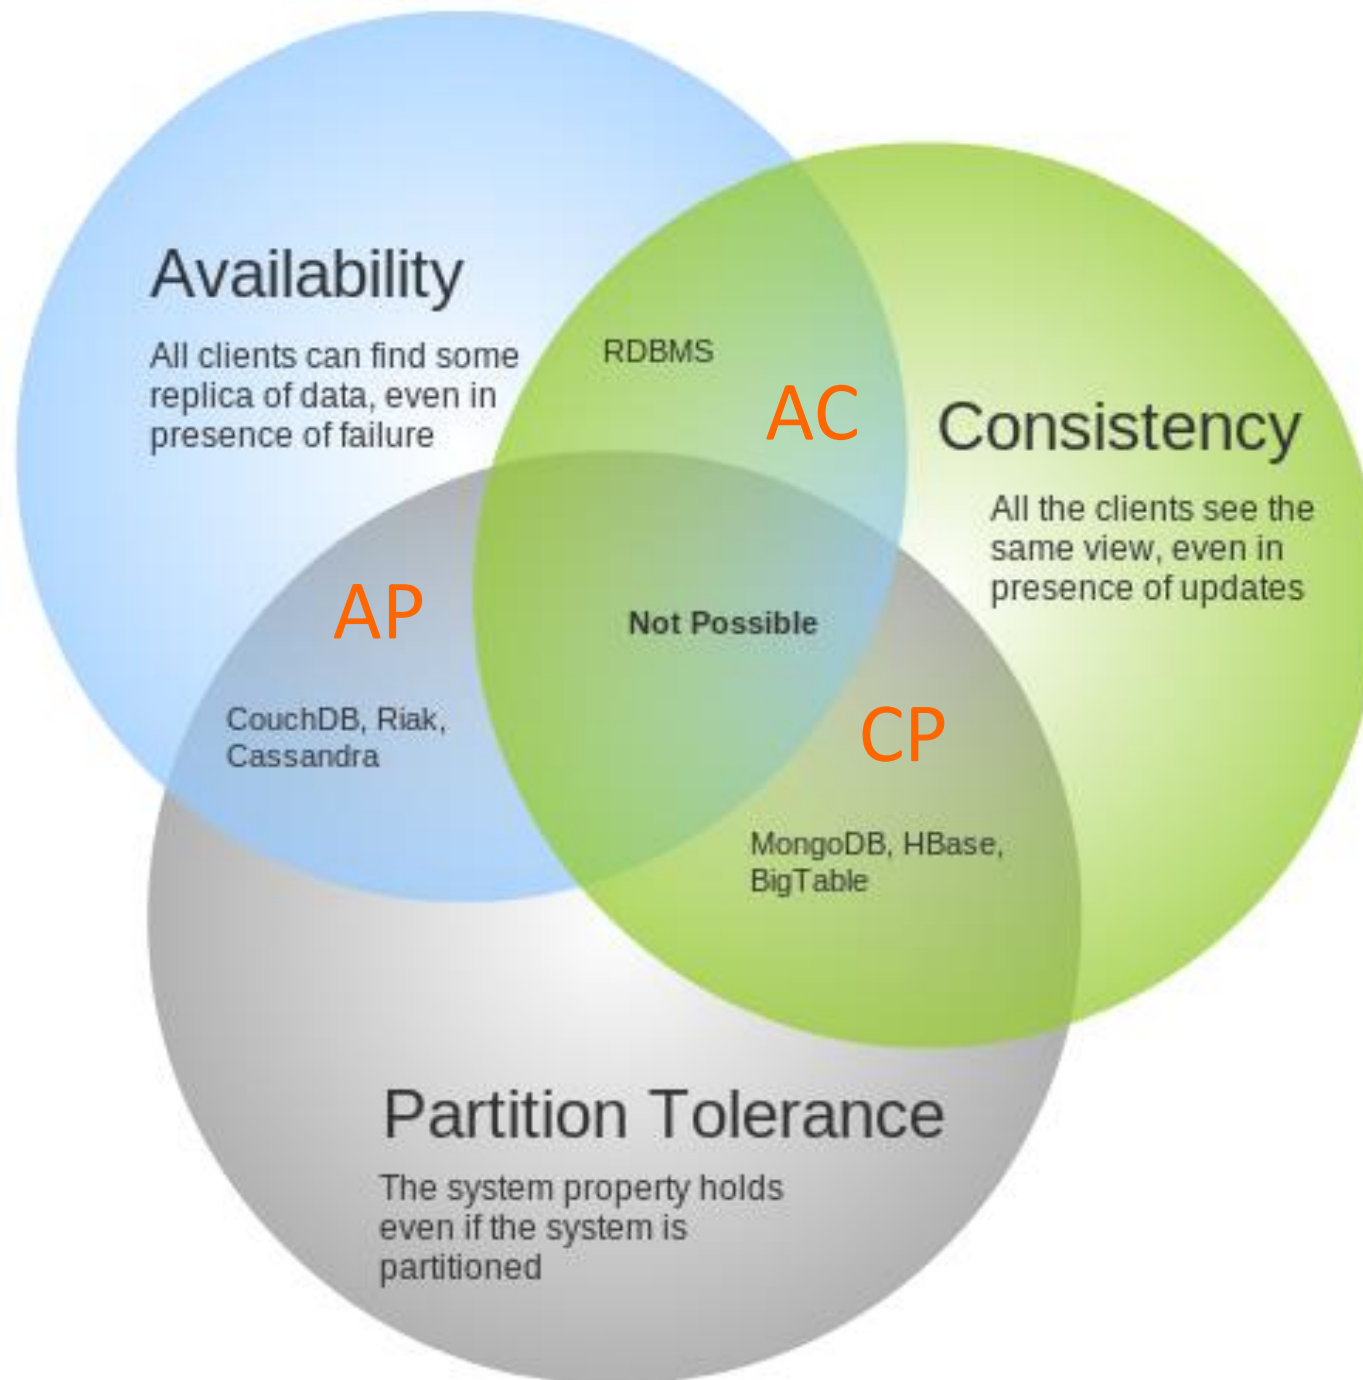 Availability
All clients can find some
replica of data, even in
presence of failure
RDBMS
AC
Consistency
All the clients see the
same view, even in
presence of updates
AP
Not Possible
CouchDB, Riak,
Cassandra
CP
MongoDB, HBase,
BigTable
Partition Tolerance
The system property holds
even if the system is
partitioned